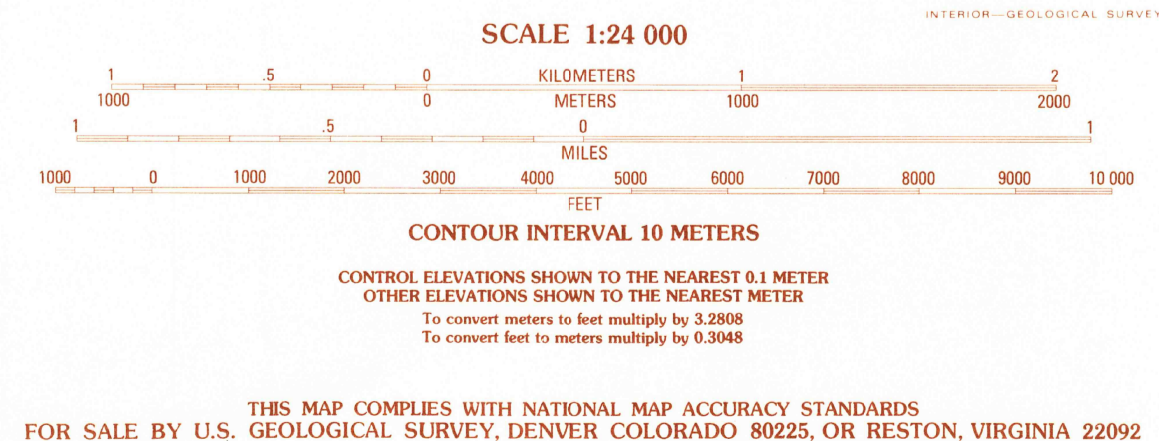 INTERIOR—GEOLOGICAL SURVEY
SCALE 1:24 000
1 .5 0 KILOMETERS 1 2
1000 0 METERS 1000 2000
1 .5 0 1
MILES
1000 0 1000 2000 3000 4000 5000 6000 7000 8000 9000 10 000
FEET
CONTOUR INTERVAL 10 METERS
CONTROL ELEVATIONS SHOWN TO THE NEAREST 0.1 METER
OTHER ELEVATIONS SHOWN TO THE NEAREST METER
To convert meters to feet multiply by 3.2808
To convert feet to meters multiply by 0.3048
THIS MAP COMPLIES WITH NATIONAL MAP ACCURACY STANDARDS
FOR SALE BY U.S. GEOLOGICAL SURVEY, DENVER COLORADO 80225, OR RESTON, VIRGINIA 22092